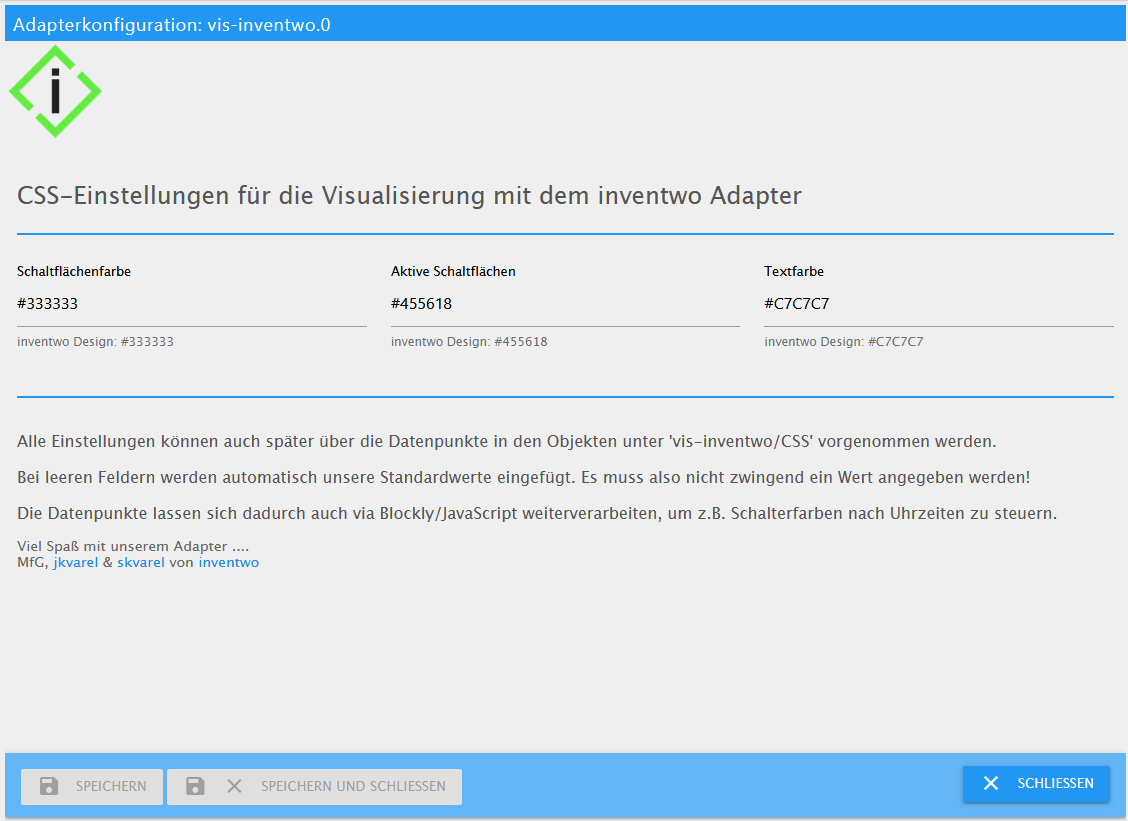 Adapterkonfiguration: vis-inventwo.0
i
CSS-Einstellungen für die Visualisierung mit dem inventwo Adapter
Schaltflächenfarbe
#333333
inventwo Design: #333333
Aktive Schaltflächen
#455618
inventwo Design: #455618
Textfarbe
#C7C7C7
inventwo Design: #C7C7C7
Alle Einstellungen können auch später über die Datenpunkte in den Objekten unter 'vis-inventwo/CSS' vorgenommen werden.
Bei leeren Feldern werden automatisch unsere Standardwerte eingefügt. Es muss also nicht zwingend ein Wert angegeben werden!
Die Datenpunkte lassen sich dadurch auch via Blockly/JavaScript weiterverarbeiten, um z.B. Schalterfarben nach Uhrzeiten zu steuern.
Viel Spaß mit unserem Adapter ....
MfG, jkvarel & skvarel von inventwo
SPEICHERN
SPEICHERN UND SCHLIESSEN
SCHLIESSEN